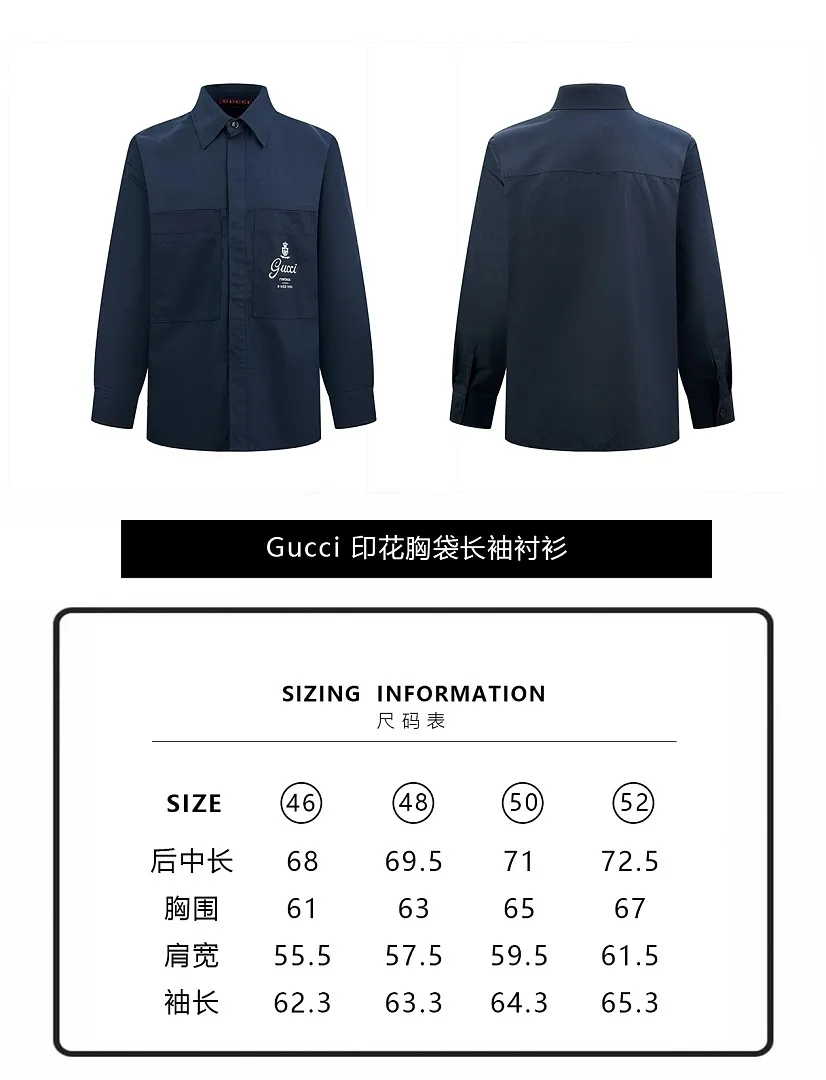 GUCCI
Gucci
SINCE 1921
Gucci 印花胸袋长袖衬衫
SIZING INFORMATION
尺码表
SIZE 46 48 50 52
后中长 68 69.5 71 72.5
胸围 61 63 65 67
肩宽 55.5 57.5 59.5 61.5
袖长 62.3 63.3 64.3 65.3